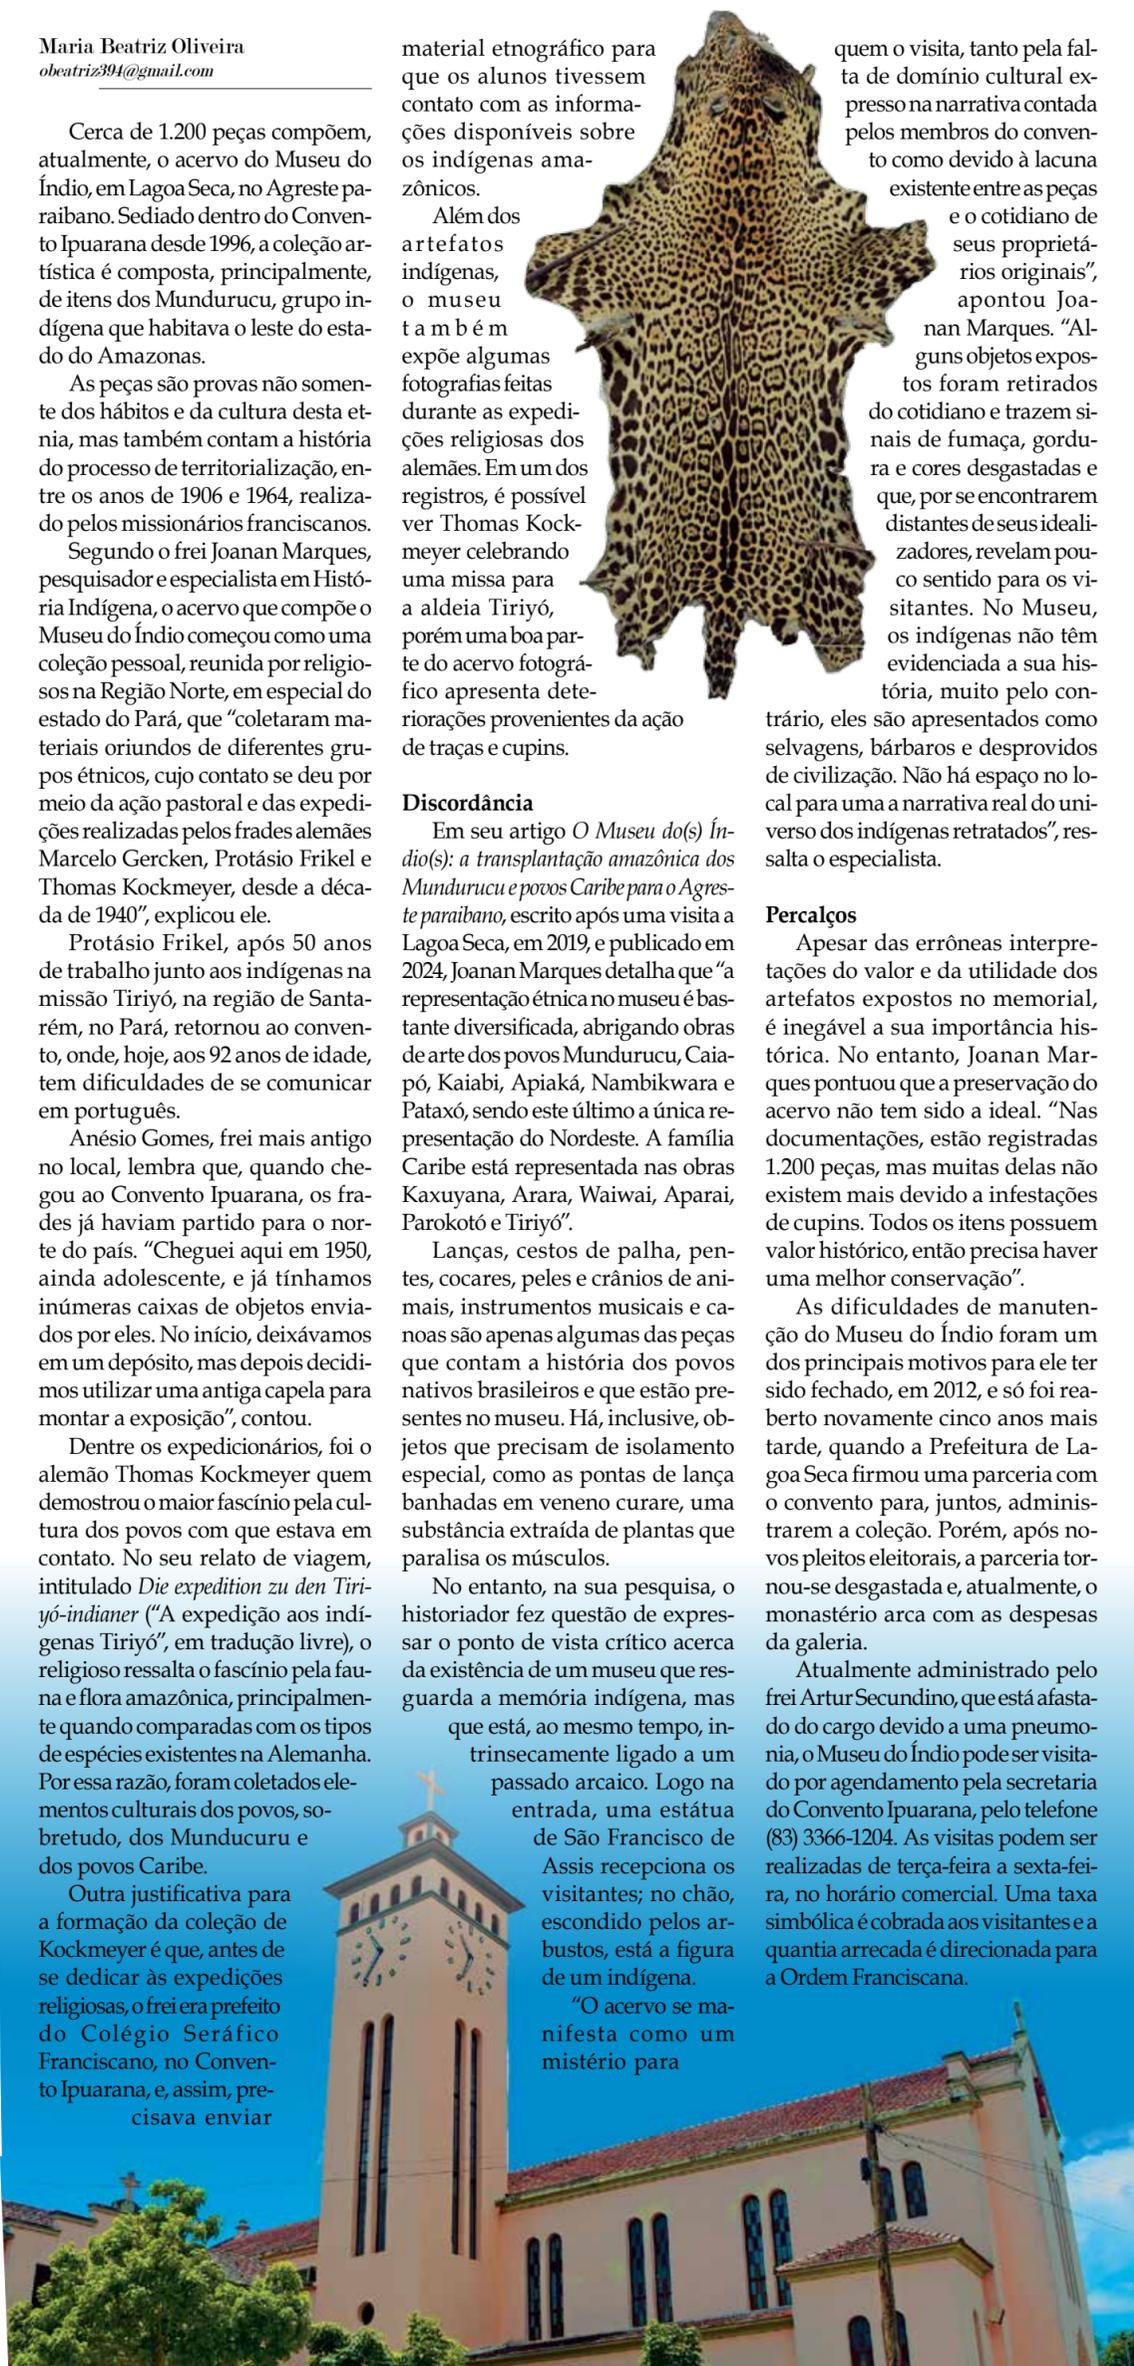 Maria Beatriz Oliveira
obeatriz394@gmail.com
Cerca de 1.200 peças compõem,
atualmente, o acervo do Museu do
Índio, em Lagoa Seca, no Agreste pa-
raibano. Sediado dentro do Conven-
to Ipuarana desde 1996, a coleção ar-
tística é composta, principalmente,
de itens dos Mundurucu, grupo in-
dígena que habitava o leste do esta-
do do Amazonas.
As peças são provas não somen-
te dos hábitos e da cultura desta et-
nia, mas também contam a história
do processo de territorialização, en-
tre os anos de 1906 e 1964, realiza-
do pelos missionários franciscanos.
Segundo o frei Joanan Marques,
pesquisador e especialista em Histó-
ria Indígena, o acervo que compõe o
Museu do Índio começou como uma
coleção pessoal, reunida por religio-
sos na Região Norte, em especial do
estado do Pará, que “coletaram ma-
teriais oriundos de diferentes gru-
pos étnicos, cujo contato se deu por
meio da ação pastoral e das expedi-
ções realizadas pelos frades alemães
Marcelo Gercken, Protásio Frikel e
Thomas Kockmeyer, desde a déca-
da de 1940”, explicou ele.
Protásio Frikel, após 50 anos
de trabalho junto aos indígenas na
missão Tiriyó, na região de Santa-
rém, no Pará, retornou ao conven-
to, onde, hoje, aos 92 anos de idade,
tem dificuldades de se comunicar
em português.
Anésio Gomes, frei mais antigo
no local, lembra que, quando che-
gou ao Convento Ipuarana, os fra-
des já haviam partido para o nor-
te do país. “Cheguei aqui em 1950,
ainda adolescente, e já tínhamos
inúmeras caixas de objetos envia-
dos por eles. No início, deixávamos
em um depósito, mas depois decidi-
mos utilizar uma antiga capela para
montar a exposição”, contou.
Dentre os expedicionários, foi o
alemão Thomas Kockmeyer quem
demostrou o maior fascínio pela cul-
tura dos povos com que estava em
contato. No seu relato de viagem,
intitulado Die expedition zu den Tiri-
yó-indianer (“A expedição aos indí-
genas Tiriyó”, em tradução livre), o
religioso ressalta o fascínio pela fau-
na e flora amazônica, principalmen-
te quando comparadas com os tipos
de espécies existentes na Alemanha.
Por essa razão, foram coletados ele-
mentos culturais dos povos, so-
bretudo, dos Munducuru e
dos povos Caribe.
Outra justificativa para
a formação da coleção de
Kockmeyer é que, antes de
se dedicar às expedições
religiosas, o frei era prefeito
do Colégio Seráfico
Franciscano, no Conven-
to Ipuarana, e, assim, pre-
cisava enviar
material etnográfico para
que os alunos tivessem
contato com as informa-
ções disponíveis sobre
os indígenas ama-
zônicos.
Além dos
artefatos
indígenas,
o museu
também
expõe algumas
fotografias feitas
durante as expedi-
ções religiosas dos
alemães. Em um dos
registros, é possível
ver Thomas Kock-
meyer celebrando
uma missa para
a aldeia Tiriyó,
porém uma boa par-
te do acervo fotográ-
fico apresenta dete-
riorações provenientes da ação
de traças e cupins.
Discordância
Em seu artigo O Museu do(s) Ín-
dio(s): a transplantação amazônica dos
Mundurucu e povos Caribe para o Agres-
te paraibano, escrito após uma visita a
Lagoa Seca, em 2019, e publicado em
2024, Joanan Marques detalha que “a
representação étnica no museu é bas-
tante diversificada, abrigando obras
de arte dos povos Mundurucu, Caia-
pó, Kaiabi, Apiaká, Nambikwara e
Pataxó, sendo este último a única re-
presentação do Nordeste. A família
Caribe está representada nas obras
Kaxuyana, Arara, Waiwai, Aparai,
Parokotó e Tiriyó”.
Lanças, cestos de palha, pen-
tes, cocares, peles e crânios de ani-
mais, instrumentos musicais e ca-
noas são apenas algumas das peças
que contam a história dos povos
nativos brasileiros e que estão pre-
sentes no museu. Há, inclusive, ob-
jetos que precisam de isolamento
especial, como as pontas de lança
banhadas em veneno curare, uma
substância extraída de plantas que
paralisa os músculos.
No entanto, na sua pesquisa, o
historiador fez questão de expres-
sar o ponto de vista crítico acerca
da existência de um museu que res-
guarda a memória indígena, mas
que está, ao mesmo tempo, in-
trinsecamente ligado a um
passado arcaico. Logo na
entrada, uma estátua
de São Francisco de
Assis recepciona os
visitantes; no chão,
escondido pelos ar-
bustos, está a figura
de um indígena.
“O acervo se ma-
nifesta como um
mistério para
quem o visita, tanto pela fal-
ta de domínio cultural ex-
presso na narrativa contada
pelos membros do conven-
to como devido à lacuna
existente entre as peças
e o cotidiano de
seus proprietá-
rios originais”,
apontou Joa-
nan Marques. “Al-
guns objetos expos-
tos foram retirados
do cotidiano e trazem si-
nais de fumaça, gordu-
ra e cores desgastadas e
que, por se encontrarem
distantes de seus ideali-
zadores, revelam pou-
co sentido para os vi-
sitantes. No Museu,
os indígenas não têm
evidenciada a sua his-
tória, muito pelo con-
trário, eles são apresentados como
selvagens, bárbaros e desprovidos
de civilização. Não há espaço no lo-
cal para uma a narrativa real do uni-
verso dos indígenas retratados”, res-
salta o especialista.
Percalços
Apesar das errôneas interpre-
tações do valor e da utilidade dos
artefatos expostos no memorial,
é inegável a sua importância his-
tórica. No entanto, Joanan Mar-
ques pontuou que a preservação do
acervo não tem sido a ideal. “Nas
documentações, estão registradas
1.200 peças, mas muitas delas não
existem mais devido a infestações
de cupins. Todos os itens possuem
valor histórico, então precisa haver
uma melhor conservação”.
As dificuldades de manuten-
ção do Museu do Índio foram um
dos principais motivos para ele ter
sido fechado, em 2012, e só foi rea-
berto novamente cinco anos mais
tarde, quando a Prefeitura de La-
goa Seca firmou uma parceria com
o convento para, juntos, adminis-
trarem a coleção. Porém, após no-
vos pleitos eleitorais, a parceria tor-
nou-se desgastada e, atualmente, o
monastério arca com as despesas
da galeria.
Atualmente administrado pelo
frei Artur Secundino, que está afasta-
do do cargo devido a uma pneumo-
nia, o Museu do Índio pode ser visita-
do por agendamento pela secretaria
do Convento Ipuarana, pelo telefone
(83) 3366-1204. As visitas podem ser
realizadas de terça-feira a sexta-fei-
ra, no horário comercial. Uma taxa
simbólica é cobrada aos visitantes e a
quantia arrecada é direcionada para
a Ordem Franciscana.